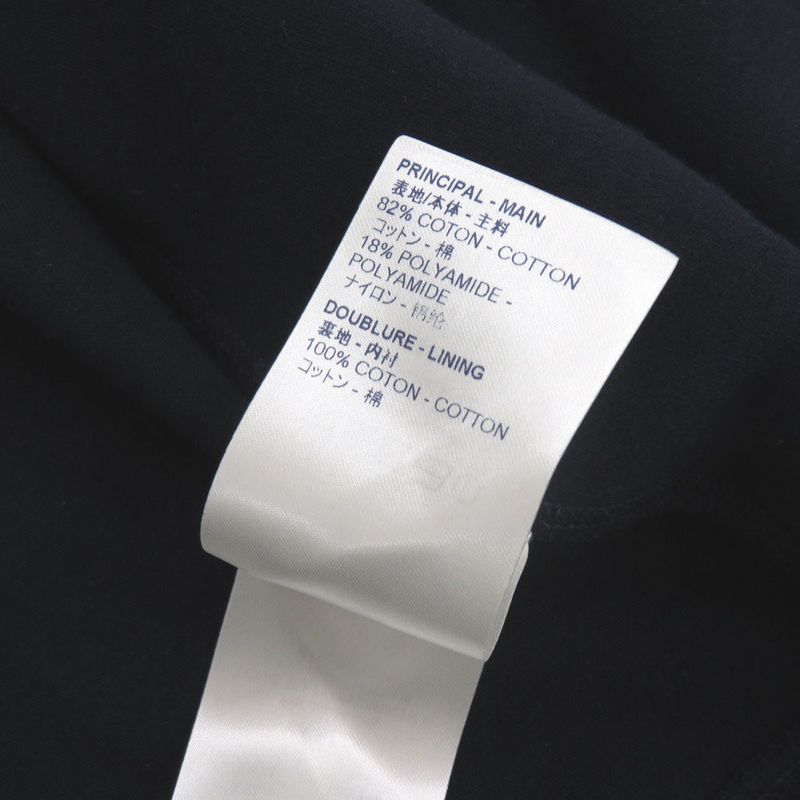 PRINCIPAL - MAIN
表地/本体 - 主料
82% COTON - COTTON
コットン - 棉
18% POLYAMIDE -
POLYAMIDE
ナイロン - 锦纶
DOUBLURE - LINING
裏地 - 内衬
100% COTON - COTTON
コットン - 棉